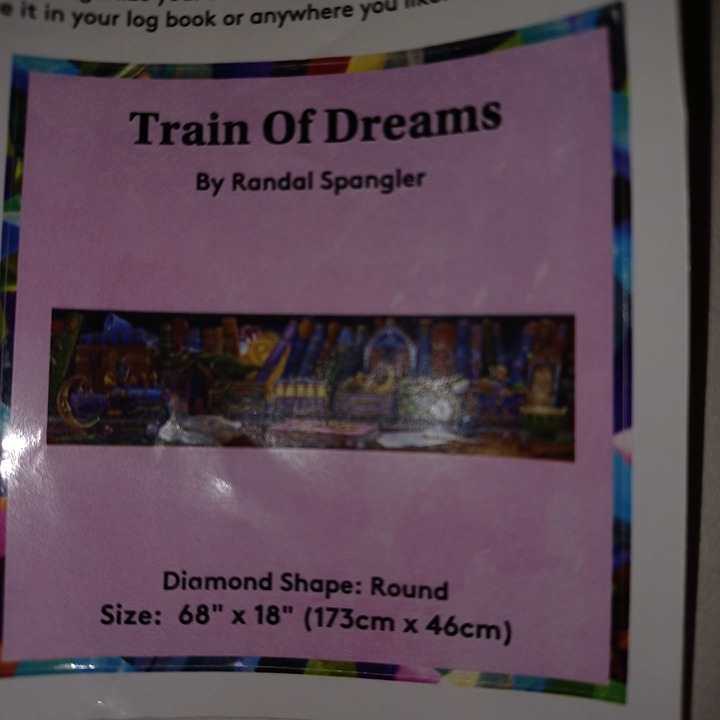 e it in your log book or anywhere you like.
Train Of Dreams
By Randal Spangler
Diamond Shape: Round
Size: 68" x 18" (173cm x 46cm)